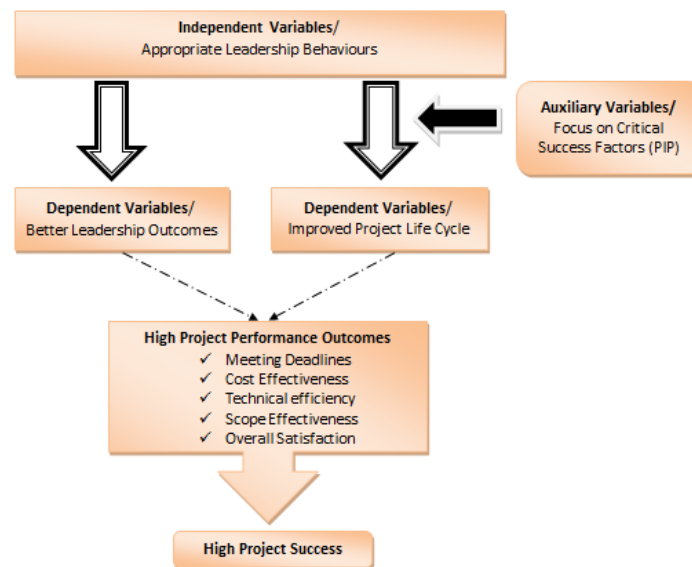 Independent Variables/
Appropriate Leadership Behaviours
Auxiliary Variables/
Focus on Critical
Success Factors (PIP)
Dependent Variables/
Better Leadership Outcomes
Dependent Variables/
Improved Project Life Cycle
High Project Performance Outcomes
✓ Meeting Deadlines
✓ Cost Effectiveness
✓ Technical efficiency
✓ Scope Effectiveness
✓ Overall Satisfaction
High Project Success